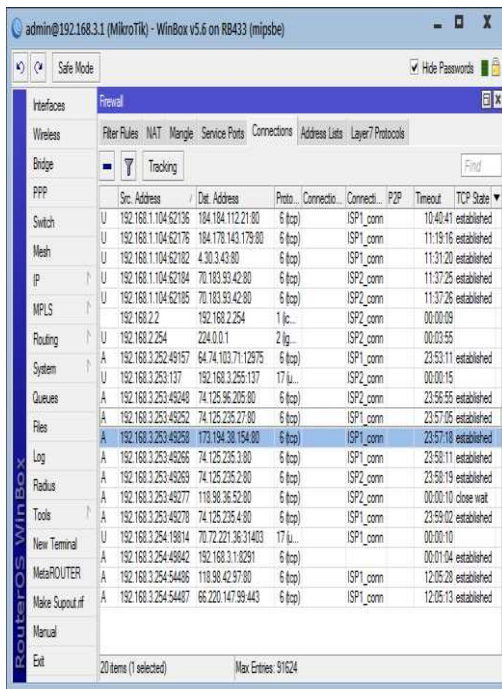 admin@192.168.3.1 (MikroTik) - WinBox v5.6 on RB433 (mipsbe)
Safe Mode
Hide Passwords
Interfaces
Wireless
Bridge
PPP
Switch
Mesh
IP
MPLS
Routing
System
Queues
Files
Log
Radius
Tools
New Terminal
MetaROUTER
Make Supout.rif
Manual
Exit
RouterOS WinBox
Firewall
Filter Rules NAT Mangle Service Ports Connections Address Lists Layer7 Protocols
Tracking
Find
Src. Address / Dst. Address Proto... Connectio... Connecti... P2P Timeout TCP State
U 192.168.1.104:62136 184.184.112.21:80 6 (tcp) ISP1_conn 10:40:41 established
U 192.168.1.104:62176 184.178.143.179:80 6 (tcp) ISP1_conn 11:19:16 established
U 192.168.1.104:62182 4.30.3.43:80 6 (tcp) ISP1_conn 11:31:20 established
U 192.168.1.104:62184 70.183.93.42:80 6 (tcp) ISP2_conn 11:37:25 established
U 192.168.1.104:62185 70.183.93.42:80 6 (tcp) ISP2_conn 11:37:26 established
192.168.2.2 192.168.2.254 1 (ic... ISP2_conn 00:00:09
U 192.168.2.254 224.0.0.1 2 (ig... ISP2_conn 00:03:55
A 192.168.3.252:49157 64.74.103.71:12975 6 (tcp) ISP1_conn 23:53:11 established
U 192.168.3.253:137 192.168.3.255:137 17 (u... ISP2_conn 00:00:15
A 192.168.3.253:49248 74.125.96.205:80 6 (tcp) ISP2_conn 23:56:55 established
A 192.168.3.253:49252 74.125.235.27:80 6 (tcp) ISP1_conn 23:57:05 established
A 192.168.3.253:49258 173.194.38.154:80 6 (tcp) ISP1_conn 23:57:18 established
A 192.168.3.253:49266 74.125.235.3:80 6 (tcp) ISP1_conn 23:58:11 established
A 192.168.3.253:49269 74.125.235.2:80 6 (tcp) ISP2_conn 23:58:19 established
A 192.168.3.253:49277 118.98.36.52:80 6 (tcp) ISP2_conn 00:00:10 close wait
A 192.168.3.253:49278 74.125.235.4:80 6 (tcp) ISP1_conn 23:59:02 established
U 192.168.3.254:19814 70.72.221.36:31403 17 (u... ISP1_conn 00:00:10
A 192.168.3.254:49842 192.168.3.1:8291 6 (tcp) 00:01:04 established
A 192.168.3.254:54486 118.98.42.97:80 6 (tcp) ISP1_conn 12:05:28 established
A 192.168.3.254:54487 66.220.147.99:443 6 (tcp) ISP1_conn 12:05:13 established
20 items (1 selected) Max Entries: 91624